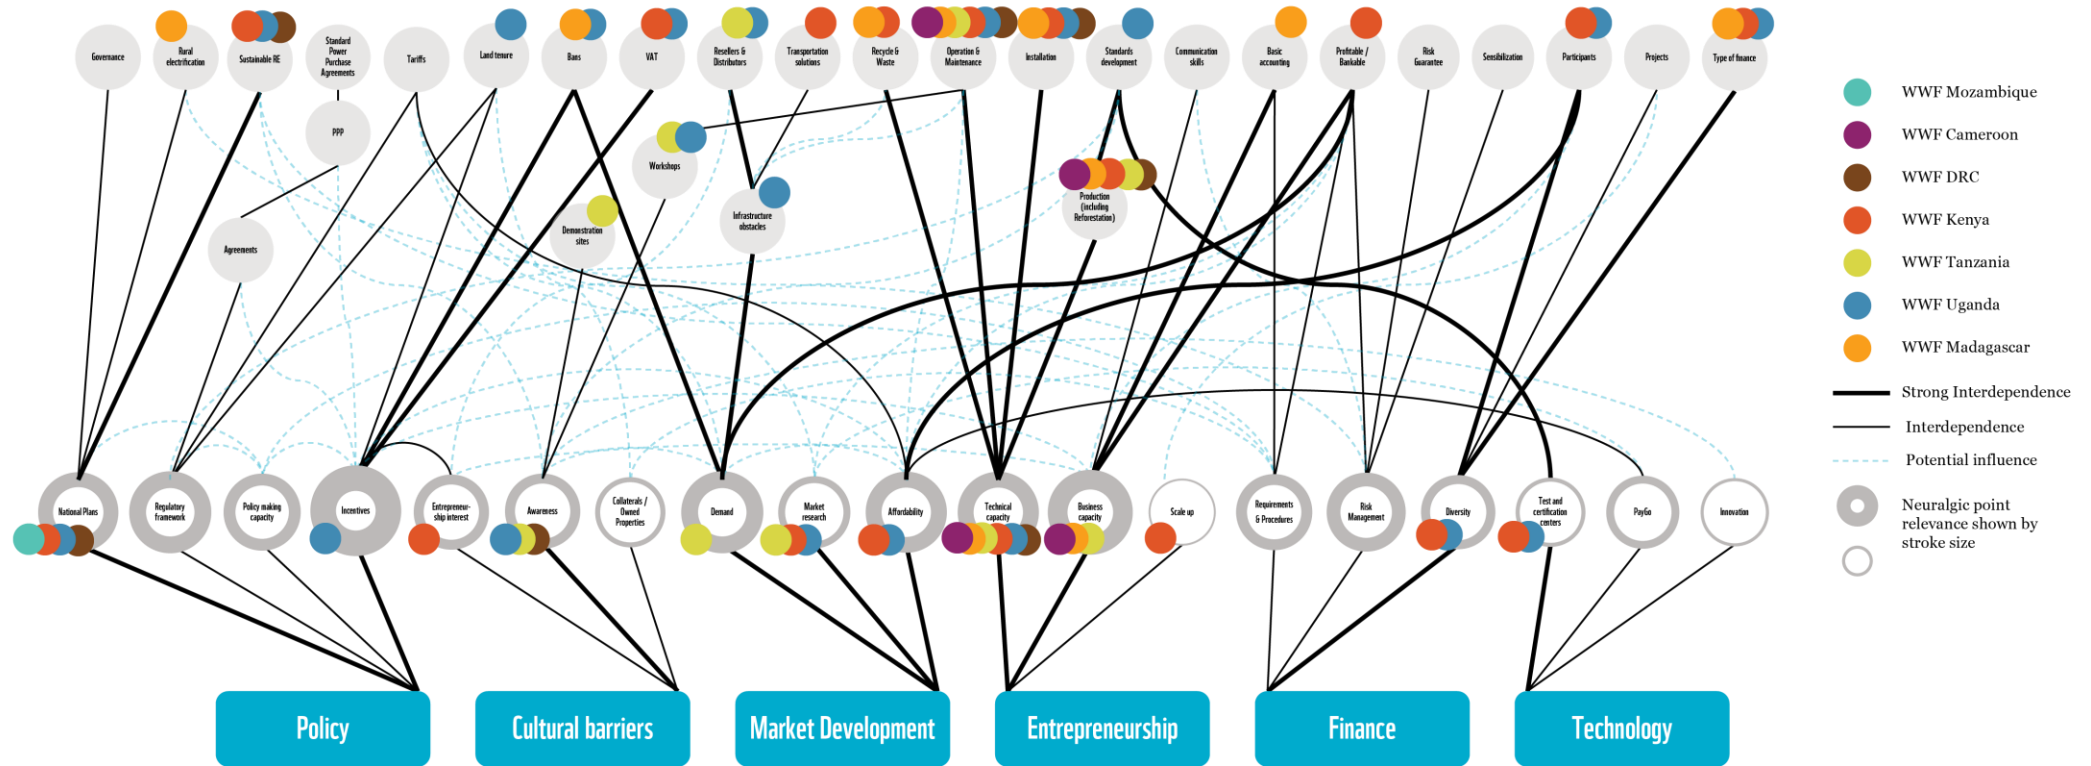 Governance
Rural
electrification
Sustainable RE
Standard
Power
Purchase
Agreements
Tariffs
Land tenure
Bans
VAT
Resellers &
Distributors
Transportation
solutions
Recycle &
Waste
Operation &
Maintenance
Installation
Standards
development
Communication
skills
Basic
accounting
Profitable /
Bankable
Risk
Guarantee
Sensibilization
Participants
Projects
Type of finance
PPP
Workshops
Agreements
Demonstration
sites
Infrastructure
obstacles
Production
(including
Reforestation)
National Plans
Regulatory
framework
Policy making
capacity
Incentives
Entrepreneur-
ship interest
Awareness
Collaterals /
Owned
Properties
Demand
Market
research
Affordability
Technical
capacity
Business
capacity
Scale up
Requirements
& Procedures
Risk
Management
Diversity
Test and
certification
centers
PayGo
Innovation
Policy
Cultural barriers
Market Development
Entrepreneurship
Finance
Technology
WWF Mozambique
WWF Cameroon
WWF DRC
WWF Kenya
WWF Tanzania
WWF Uganda
WWF Madagascar
Strong Interdependence
Interdependence
Potential influence
Neuralgic point
relevance shown by
stroke size